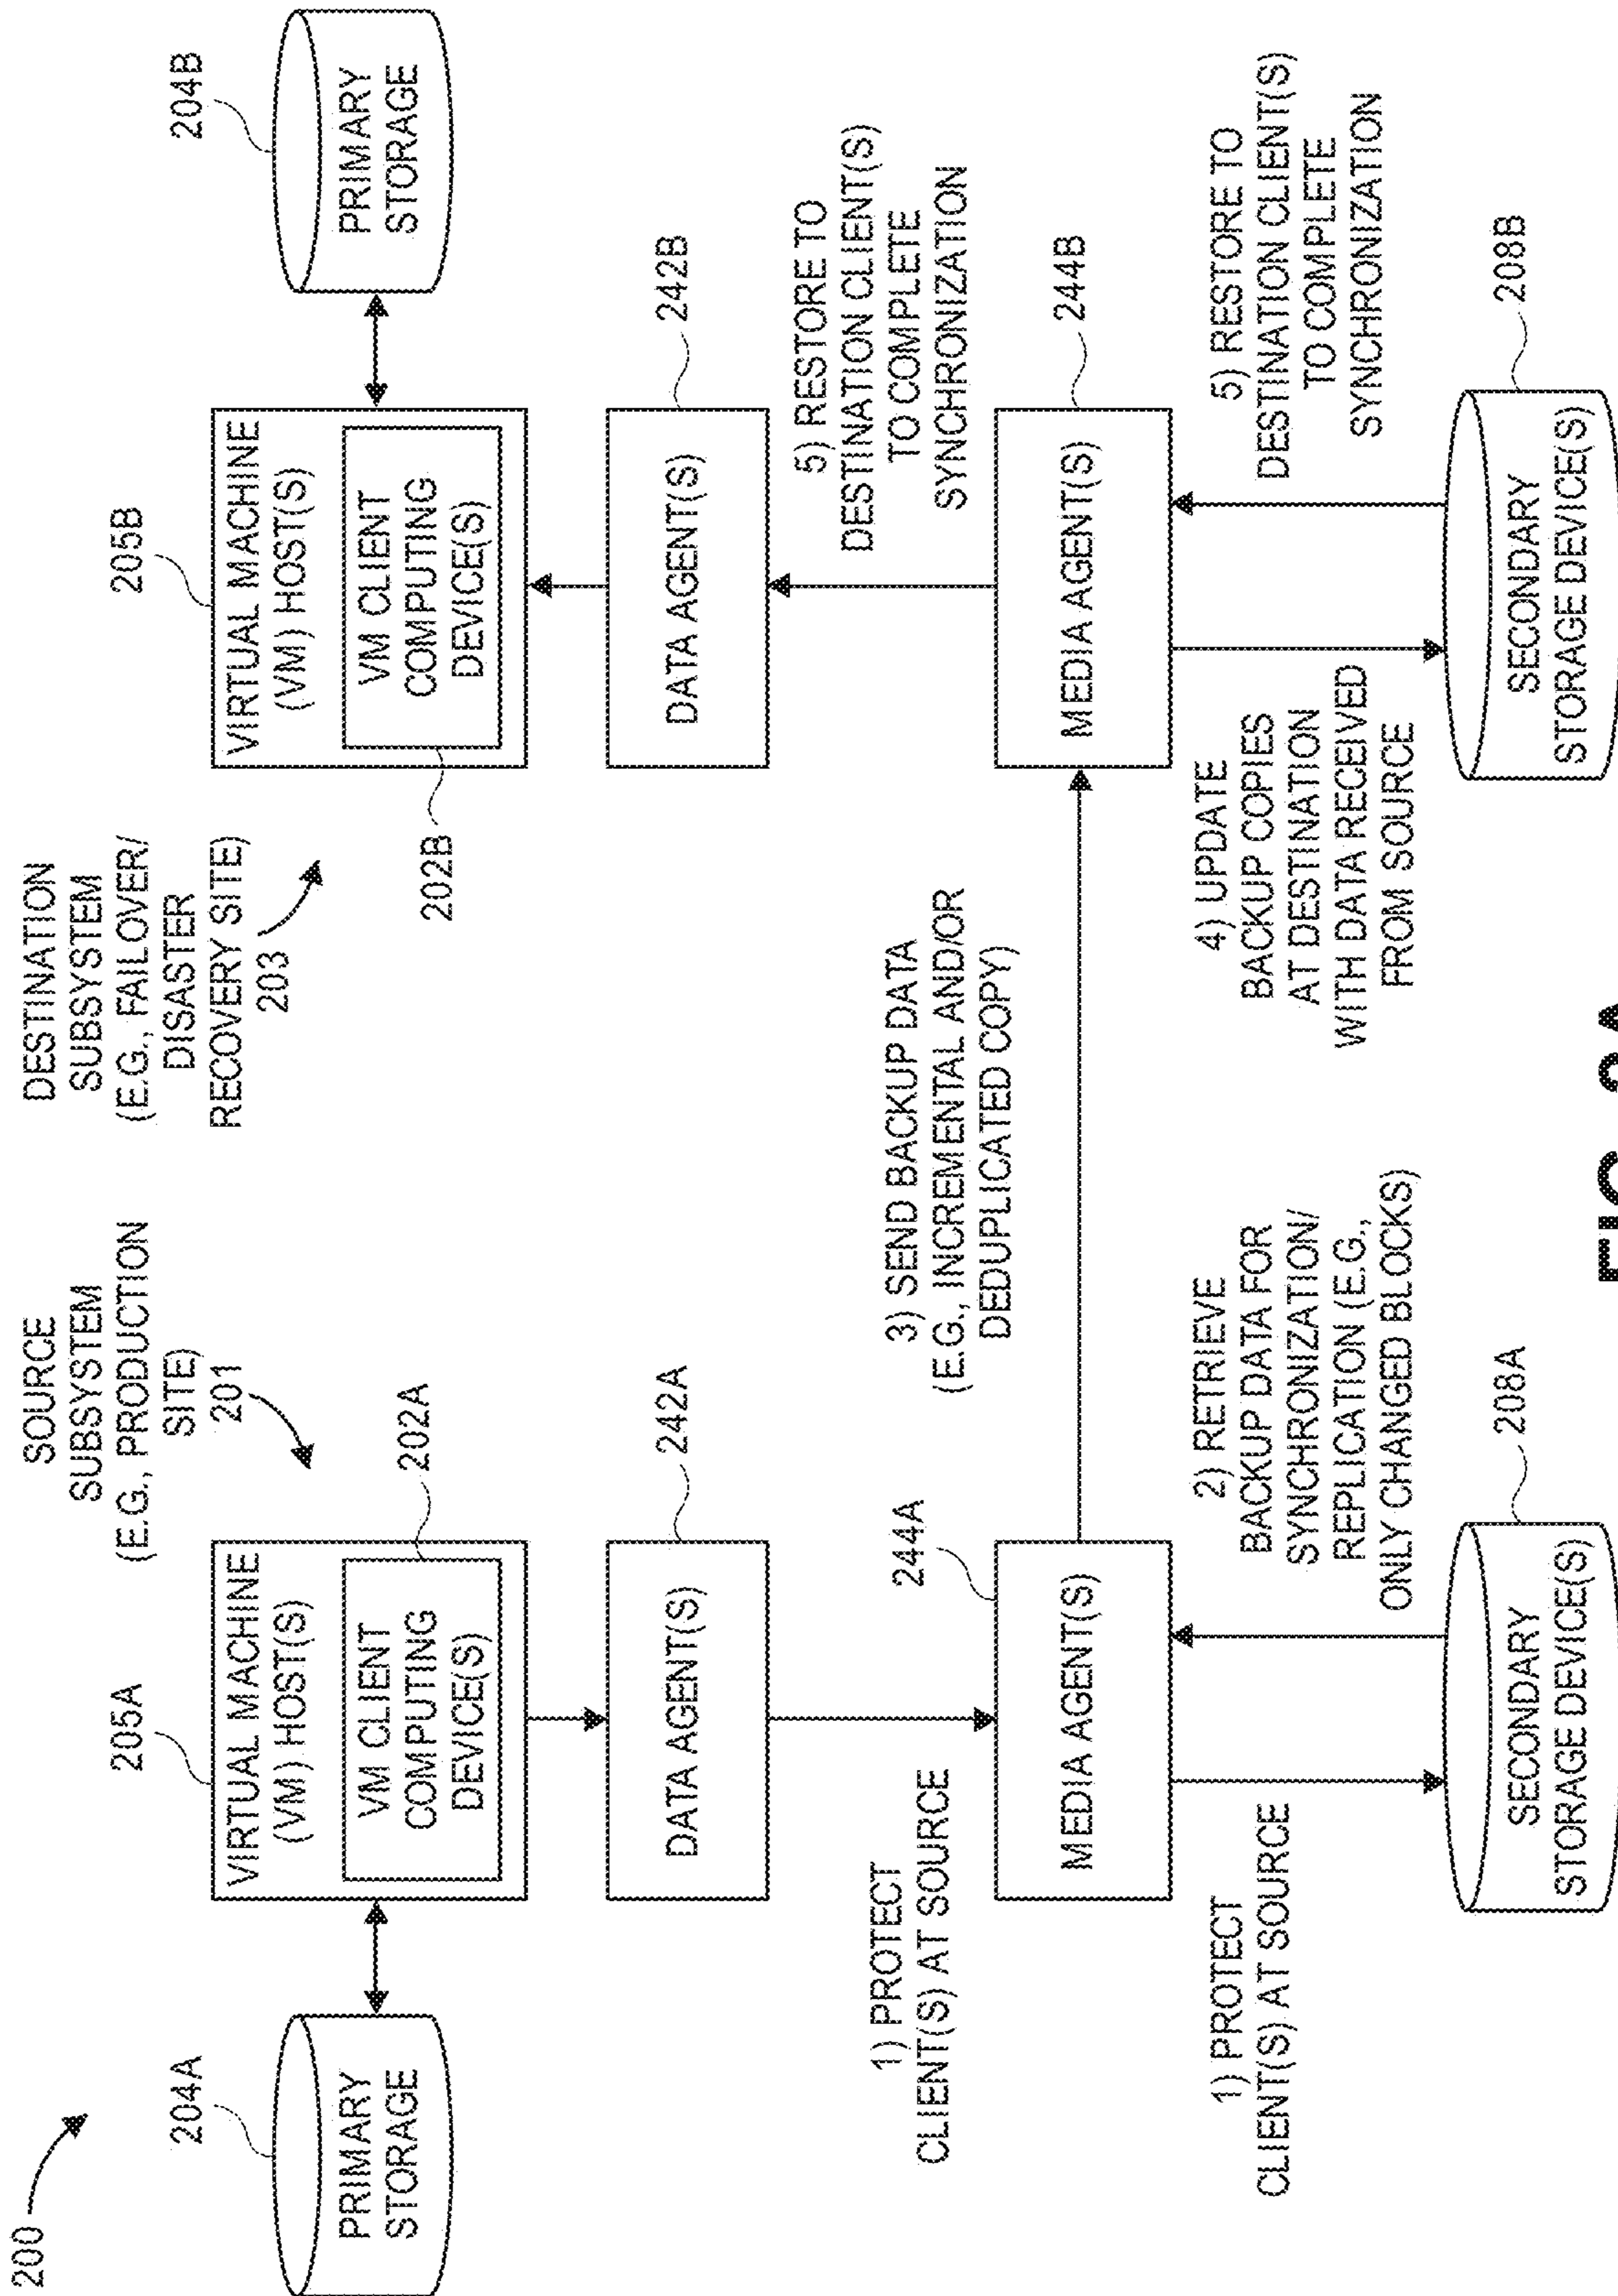 200
SOURCE
SUBSYSTEM
(E.G., PRODUCTION
SITE)
201
DESTINATION
SUBSYSTEM
(E.G., FAILOVER/
DISASTER
RECOVERY SITE)
203
204A
PRIMARY
STORAGE
205A
VIRTUAL MACHINE
(VM) HOST(S)
VM CLIENT
COMPUTING
DEVICE(S)
202A
205B
VIRTUAL MACHINE
(VM) HOST(S)
VM CLIENT
COMPUTING
DEVICE(S)
202B
204B
PRIMARY
STORAGE
DATA AGENT(S)
242A
DATA AGENT(S)
242B
1) PROTECT
CLIENT(S) AT SOURCE
3) SEND BACKUP DATA
(E.G., INCREMENTAL AND/OR
DEDUPLICATED COPY)
5) RESTORE TO
DESTINATION CLIENT(S)
TO COMPLETE
SYNCHRONIZATION
MEDIA AGENT(S)
244A
MEDIA AGENT(S)
244B
1) PROTECT
CLIENT(S) AT SOURCE
2) RETRIEVE
BACKUP DATA FOR
SYNCHRONIZATION/
REPLICATION (E.G.,
ONLY CHANGED BLOCKS)
4) UPDATE
BACKUP COPIES
AT DESTINATION
WITH DATA RECEIVED
FROM SOURCE
5) RESTORE TO
DESTINATION CLIENT(S)
TO COMPLETE
SYNCHRONIZATION
SECONDARY
STORAGE DEVICE(S)
208A
SECONDARY
STORAGE DEVICE(S)
208B